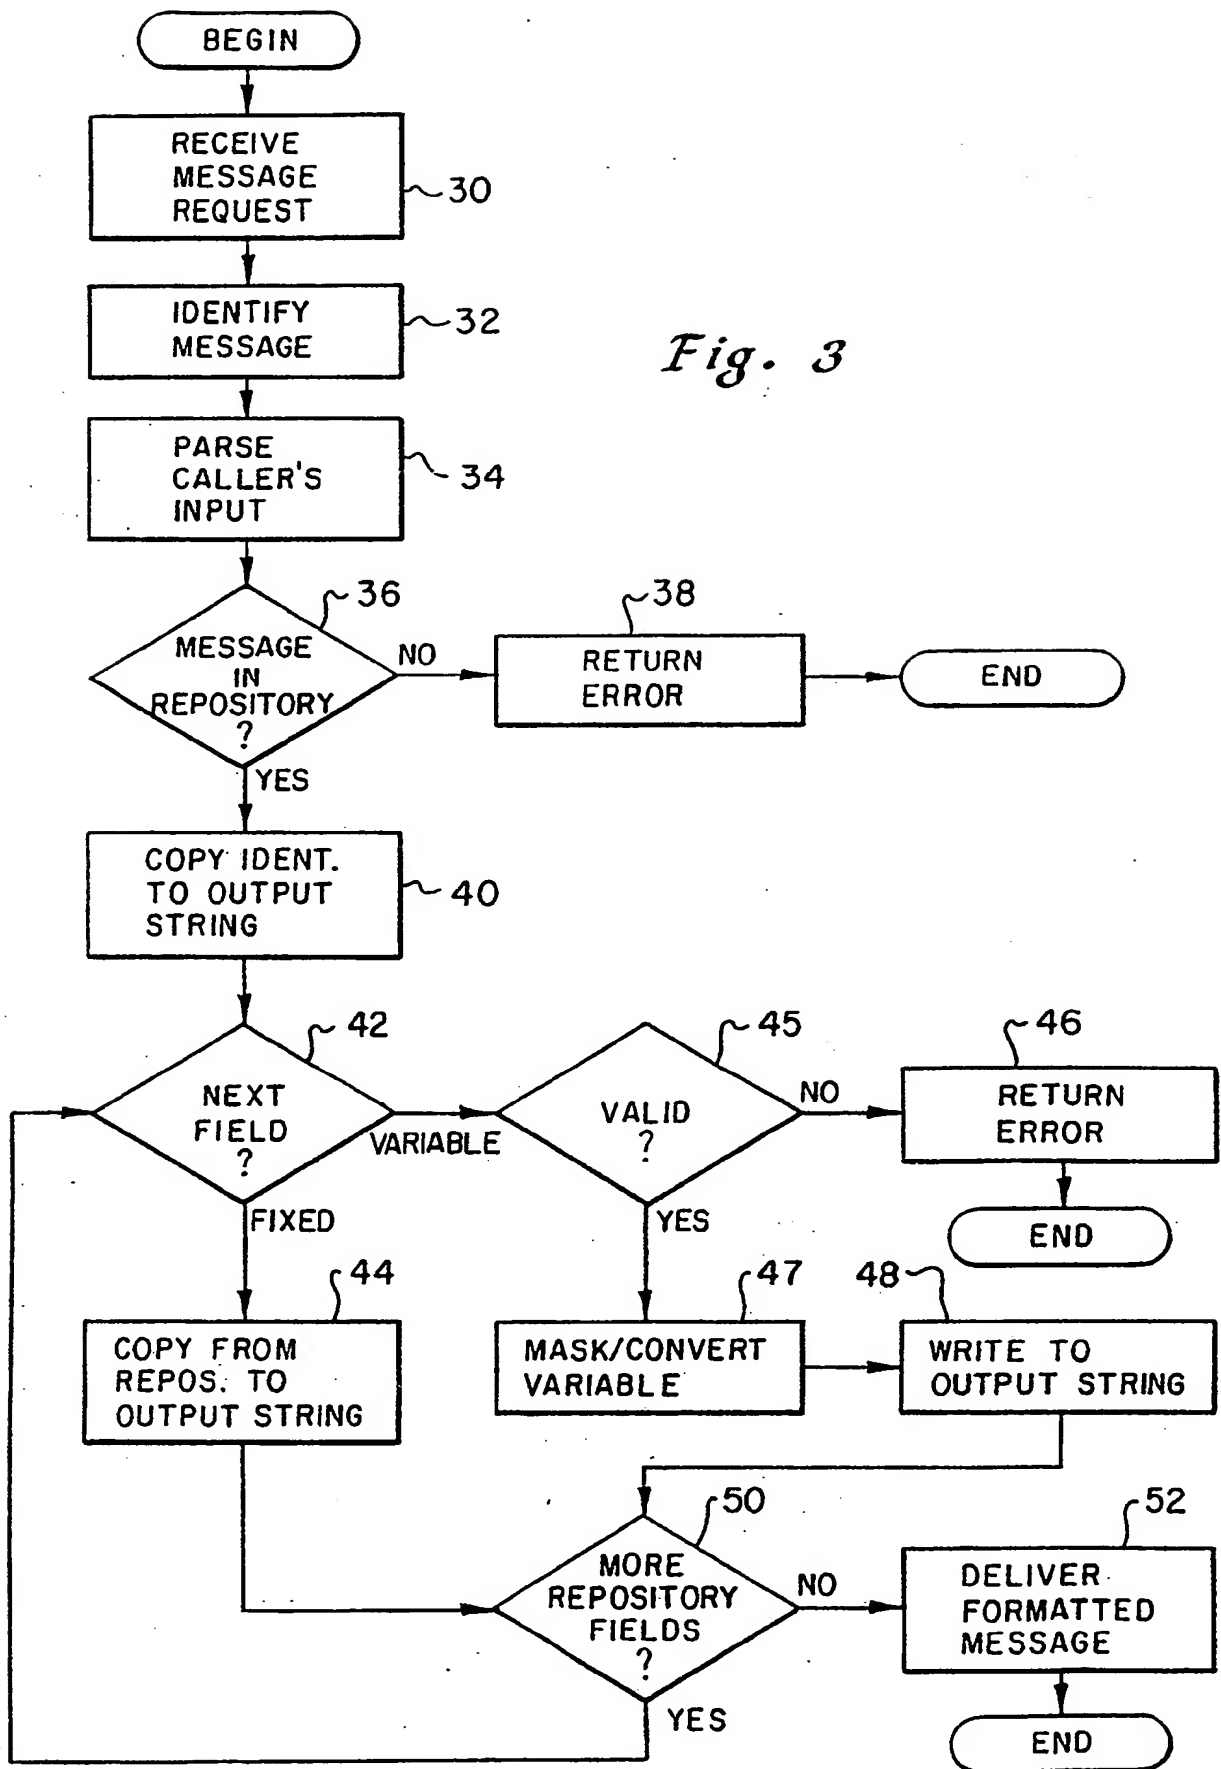 BEGIN
RECEIVE
MESSAGE
REQUEST
30
IDENTIFY
MESSAGE
32
Fig. 3
PARSE
CALLER'S
INPUT
34
36
MESSAGE
IN
REPOSITORY
?
NO
38
RETURN
ERROR
END
YES
COPY IDENT.
TO OUTPUT
STRING
40
42
NEXT
FIELD
?
VARIABLE
45
VALID
?
NO
46
RETURN
ERROR
END
FIXED
YES
44
COPY FROM
REPOS. TO
OUTPUT STRING
47
MASK/CONVERT
VARIABLE
48
WRITE TO
OUTPUT STRING
50
MORE
REPOSITORY
FIELDS
?
NO
52
DELIVER
FORMATTED
MESSAGE
YES
END